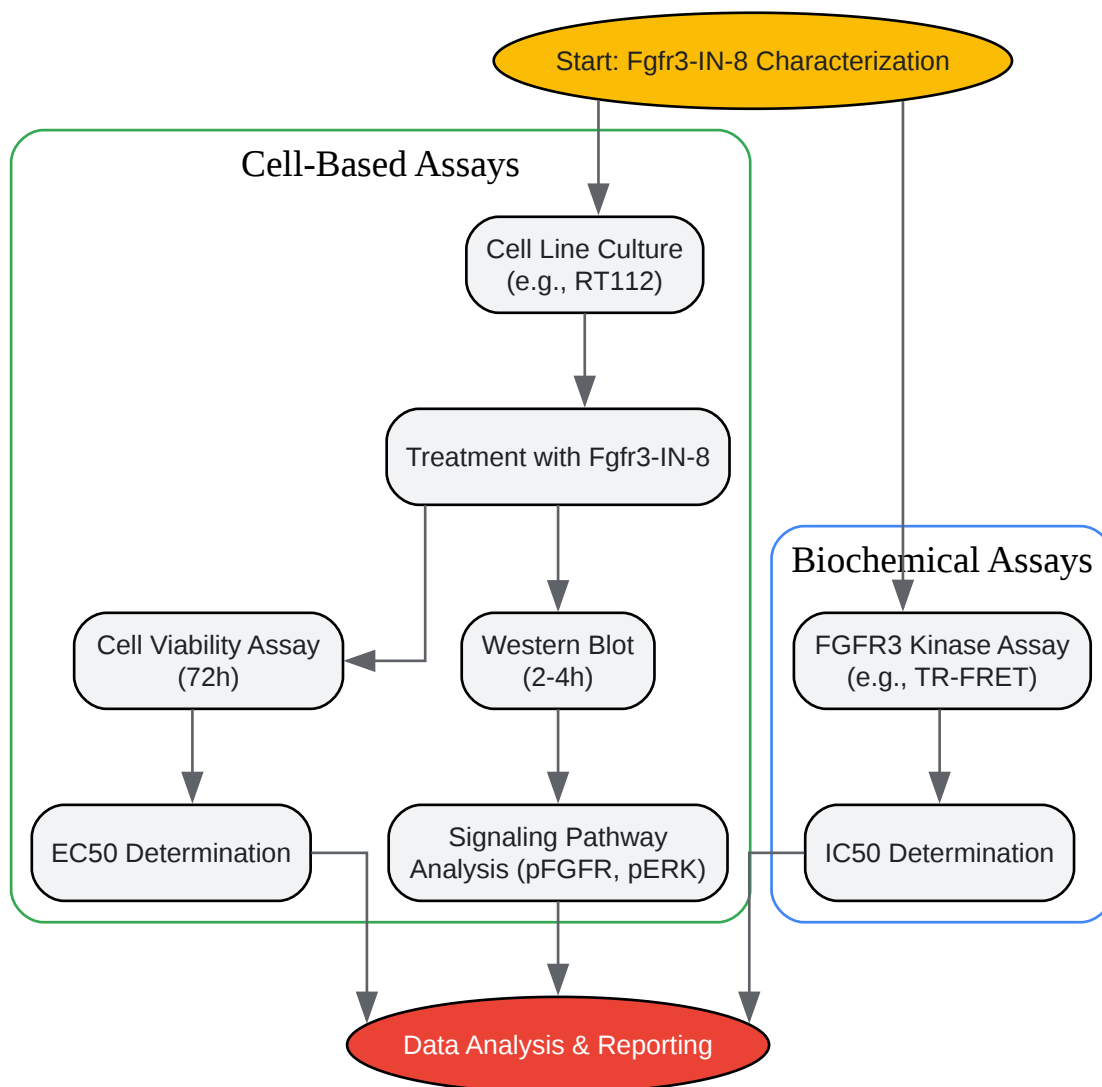 Start: Fgfr3-IN-8 Characterization
Cell-Based Assays
Cell Line Culture
(e.g., RT112)
Treatment with Fgfr3-IN-8
Biochemical Assays
Cell Viability Assay
(72h)
Western Blot
(2-4h)
FGFR3 Kinase Assay
(e.g., TR-FRET)
EC50 Determination
Signaling Pathway
Analysis (pFGFR, pERK)
IC50 Determination
Data Analysis & Reporting